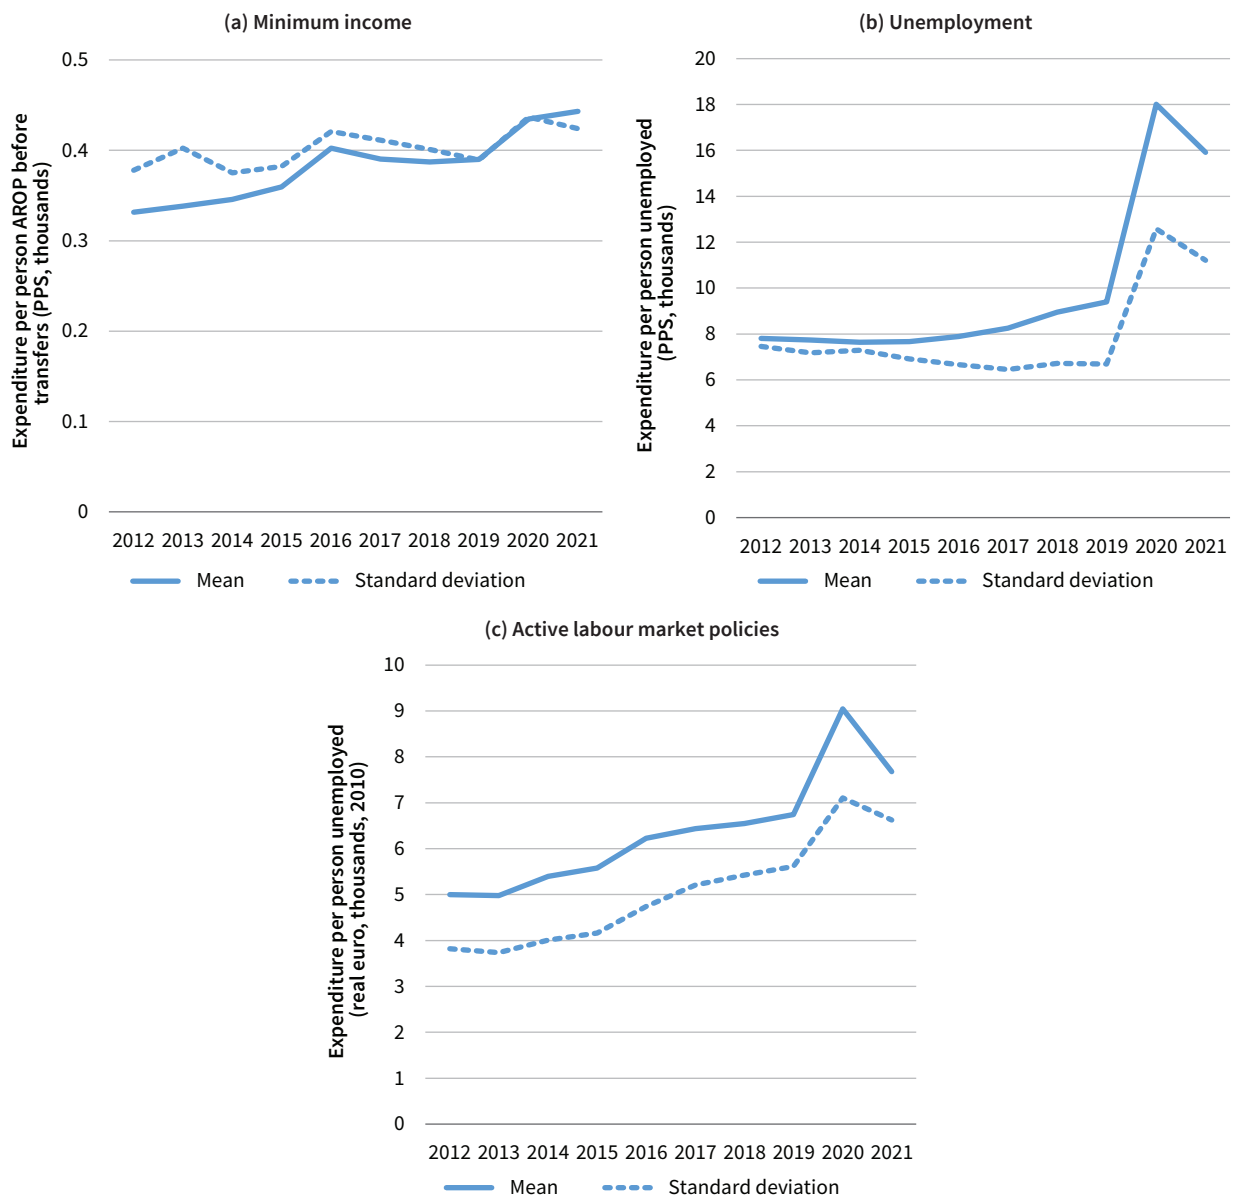 (a) Minimum income
Expenditure per person AROP before
transfers (PPS, thousands)
0.5
0.4
0.3
0.2
0.1
0
2012 2013 2014 2015 2016 2017 2018 2019 2020 2021
Mean Standard deviation
(b) Unemployment
Expenditure per person unemployed
(PPS, thousands)
20
18
16
14
12
10
8
6
4
2
0
2012 2013 2014 2015 2016 2017 2018 2019 2020 2021
Mean Standard deviation
(c) Active labour market policies
Expenditure per person unemployed
(real euro, thousands, 2010)
10
9
8
7
6
5
4
3
2
1
0
2012 2013 2014 2015 2016 2017 2018 2019 2020 2021
Mean Standard deviation